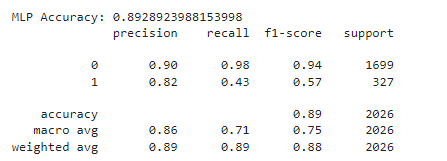 MLP Accuracy: 0.8928923988153998
precision recall f1-score support
0 0.90 0.98 0.94 1699
1 0.82 0.43 0.57 327
accuracy 0.89 2026
macro avg 0.86 0.71 0.75 2026
weighted avg 0.89 0.89 0.88 2026